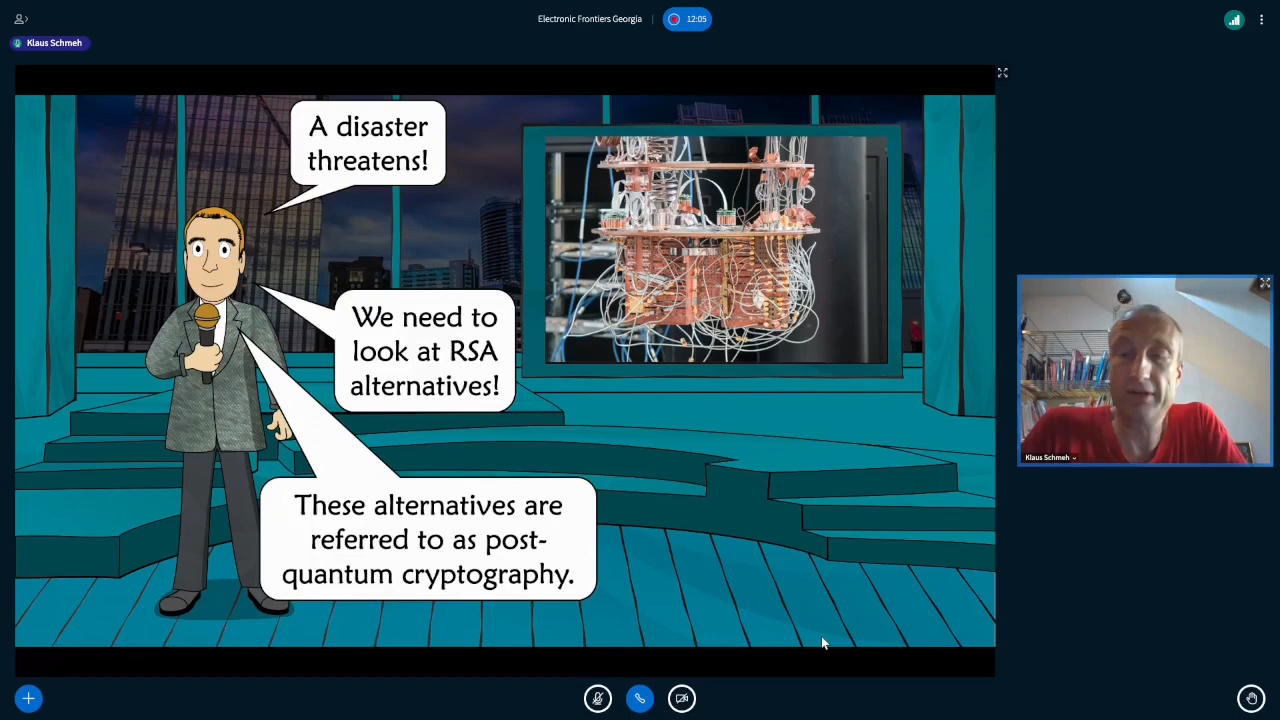 Electronic Frontiers Georgia
12:05
Klaus Schmeh
A disaster
threatens!
We need to
look at RSA
alternatives!
These alternatives are
referred to as post-
quantum cryptography.
Klaus Schmeh